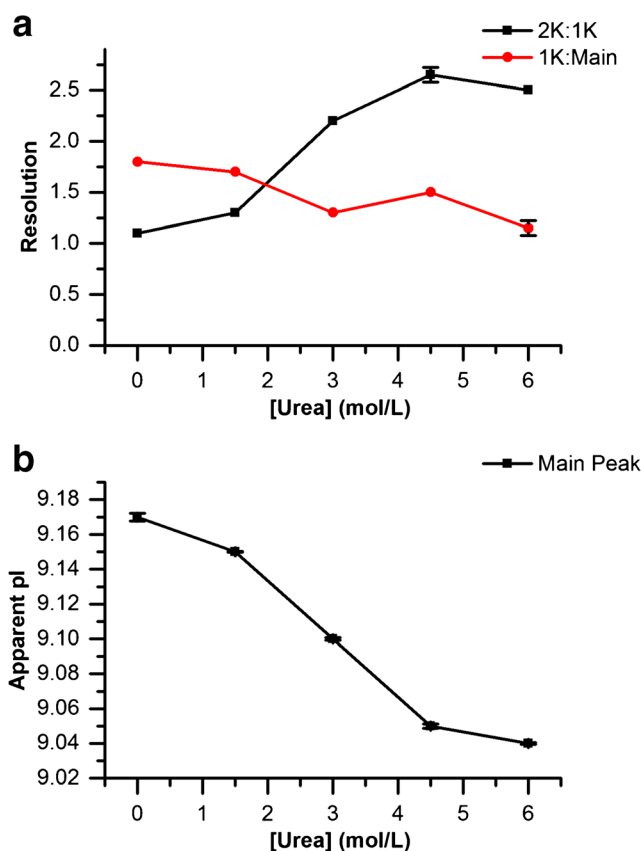 a
2K:1K
1K:Main
2.5
2.0
1.5
1.0
0.5
0.0
Resolution
0 1 2 3 4 5 6
[Urea] (mol/L)
b
Main Peak
9.18
9.16
9.14
9.12
9.10
9.08
9.06
9.04
9.02
Apparent pI
0 1 2 3 4 5 6
[Urea] (mol/L)